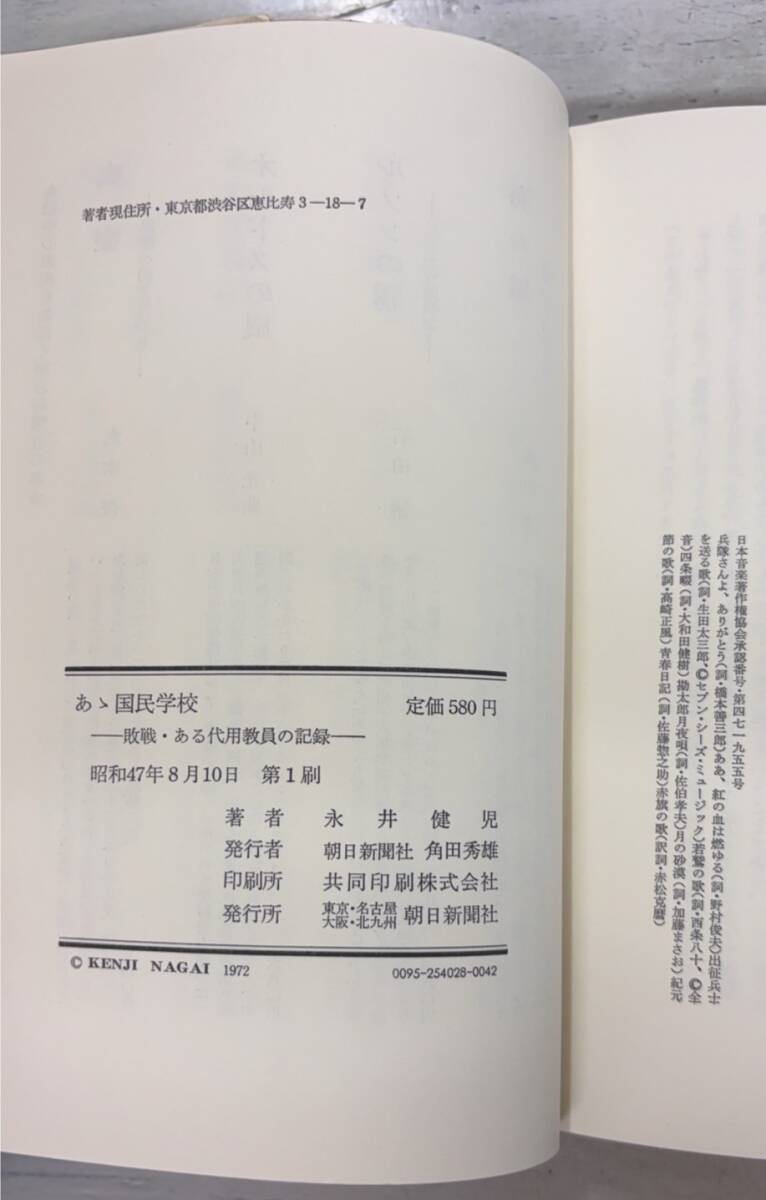 著者現住所・東京都渋谷区恵比寿3—18—7
あゝ国民学校 定価580円
——敗戦・ある代用教員の記録——
昭和47年8月10日 第1刷
著者 永井健児
発行者 朝日新聞社 角田秀雄
印刷所 共同印刷株式会社
発行所 東京・名古屋 大阪・北九州 朝日新聞社
© KENJI NAGAI 1972 0095-254028-0042
日本音楽著作権協会承認番号・第四七一九五五号
兵隊さんよ、ありがとう(詞・橋本善三郎)ああ、紅の血は燃ゆる(詞・野村俊夫)出征兵士
を送る歌(詞・生田大三郎、©セブン・シーズ・ミュージック)若鷲の歌(詞・西条八十、©全
音)四条畷(詞・大和田健樹)勘太郎月夜唄(詞・佐伯孝夫)月の砂漠(詞・加藤まさお)紀元
節の歌(詞・高崎正風)青春日記(詞・佐藤惣之助)赤旗の歌(訳詞・赤松克麿)